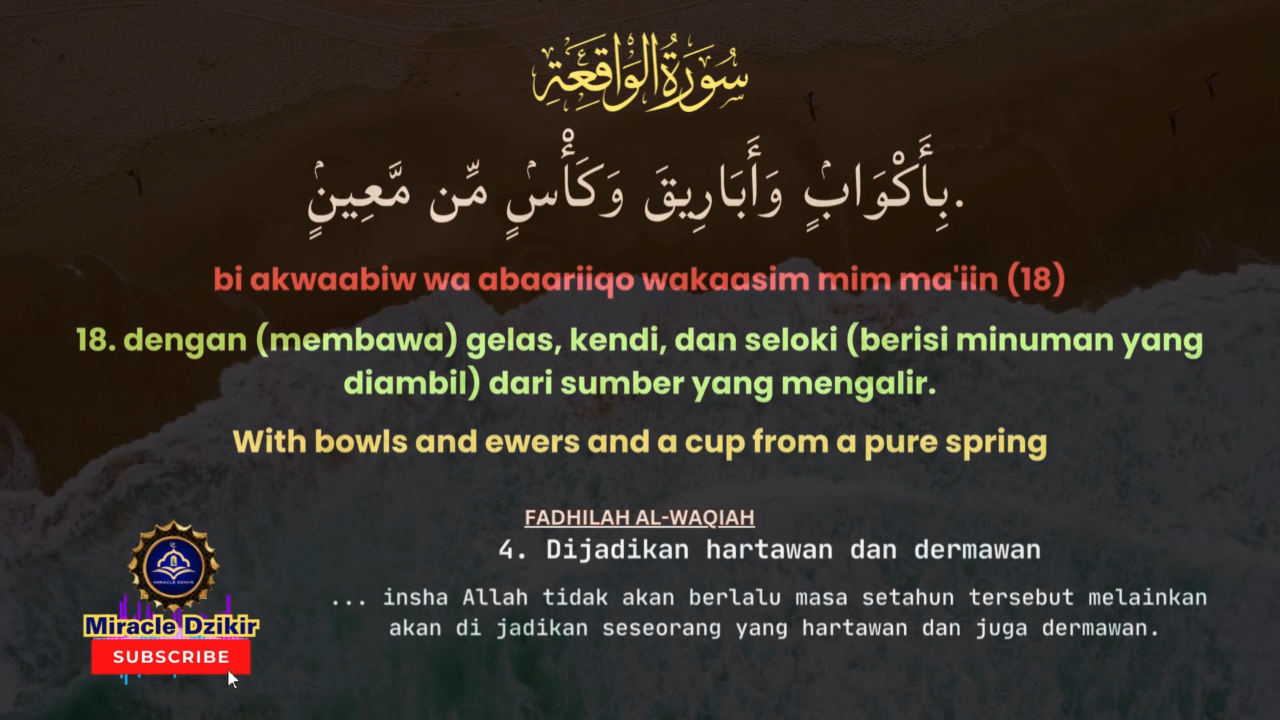 سُورَةُ الْوَاقِعَةِ
بِأَكْوَابٍۢ وَأَبَارِيقَ وَكَأْسٍۢ مِّن مَّعِينٍۢ.
bi akwaabiw wa abaariiqo wakaasim mim ma'iin (18)
18. dengan (membawa) gelas, kendi, dan seloki (berisi minuman yang
diambil) dari sumber yang mengalir.
With bowls and ewers and a cup from a pure spring
FADHILAH AL-WAQIAH
4. Dijadikan hartawan dan dermawan
... insha Allah tidak akan berlalu masa setahun tersebut melainkan
akan di jadikan seseorang yang hartawan dan juga dermawan.
MIRACLE DZIKIR
Miracle Dzikir
SUBSCRIBE